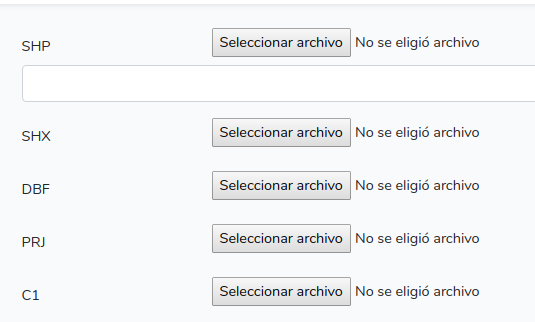 SHP Seleccionar archivo No se eligió archivo
SHX Seleccionar archivo No se eligió archivo
DBF Seleccionar archivo No se eligió archivo
PRJ Seleccionar archivo No se eligió archivo
C1 Seleccionar archivo No se eligió archivo